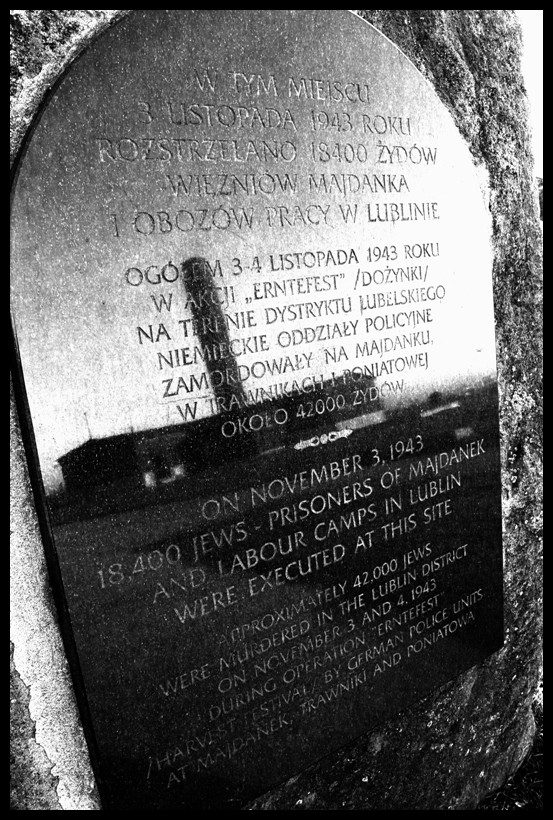 W TYM MIEJSCU
3 LISTOPADA 1943 ROKU
ROZSTRZELANO 18400 ŻYDÓW
WIĘŹNIÓW MAJDANKA
I OBOZÓW PRACY W LUBLINIE
OGÓŁEM 3-4 LISTOPADA 1943 ROKU
W AKCJI „ERNTEFEST” /DOŻYNKI/
NA TERENIE DYSTRYKTU LUBELSKIEGO
NIEMIECKIE ODDZIAŁY POLICYJNE
ZAMORDOWAŁY NA MAJDANKU,
W TRAWNIKACH I PONIATOWEJ
OKOŁO 42000 ŻYDÓW
ON NOVEMBER 3, 1943
18.400 JEWS - PRISONERS OF MAJDANEK
AND LABOUR CAMPS IN LUBLIN
WERE EXECUTED AT THIS SITE
APPROXIMATELY 42.000 JEWS
WERE MURDERED IN THE LUBLIN DISTRICT
ON NOVEMBER 3 AND 4, 1943
DURING OPERATION "ERNTEFEST"
/HARVEST FESTIVAL/ BY GERMAN POLICE UNITS
AT MAJDANEK, TRAWNIKI AND PONIATOWA